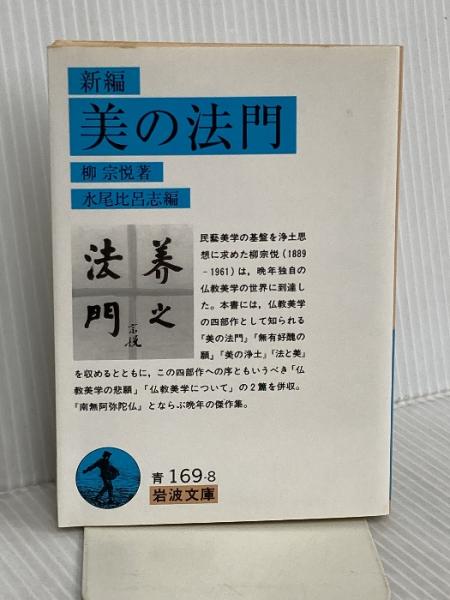 新編
美の法門
柳 宗悦著
水尾比呂志編
美之
法門
宗悦
民藝美学の基盤を浄土思
想に求めた柳宗悦(1889
-1961)は,晩年独自の
仏教美学の世界に到達し
た。本書には,仏教美学
の四部作として知られる
『美の法門』『無有好醜の
願』『美の浄土』『法と美』
を収めるとともに,この四部作への序ともいうべき「仏
教美学の悲願」「仏教美学について」の2篇を併収。
『南無阿弥陀仏』とならぶ晩年の傑作集。
青 169-8
岩波文庫